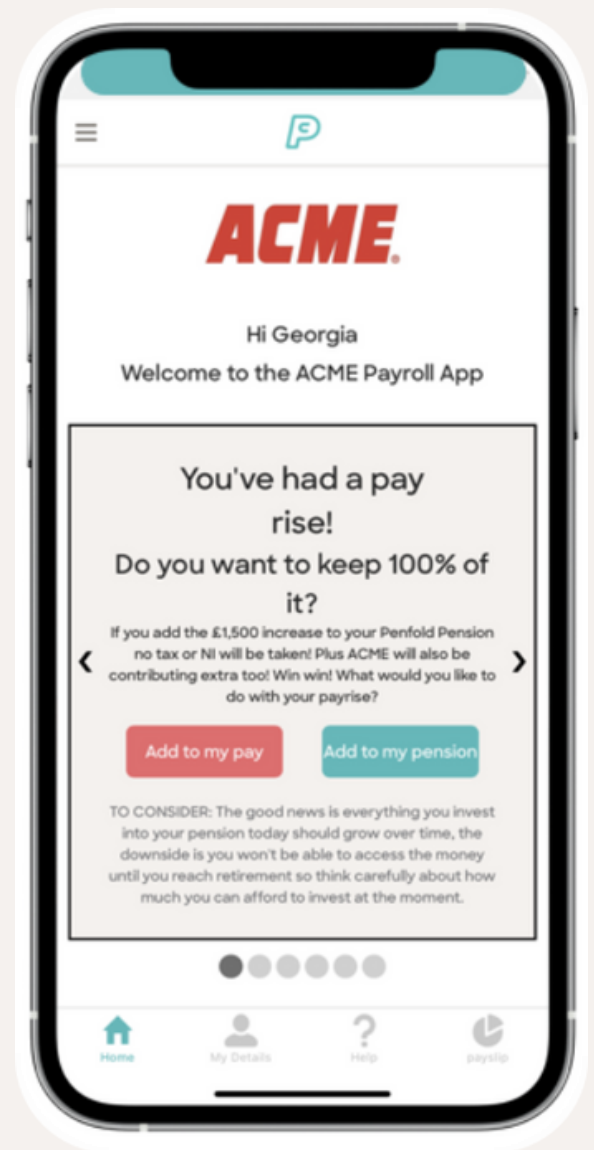 ACME®
Hi Georgia
Welcome to the ACME Payroll App
You've had a pay
rise!
Do you want to keep 100% of
it?
If you add the £1,500 increase to your Penfold Pension
no tax or NI will be taken! Plus ACME will also be
contributing extra too! Win win! What would you like to
do with your payrise?
Add to my pay
Add to my pension
TO CONSIDER: The good news is everything you invest
into your pension today should grow over time, the
downside is you won't be able to access the money
until you reach retirement so think carefully about how
much you can afford to invest at the moment.
Home
My Details
Help
payslip